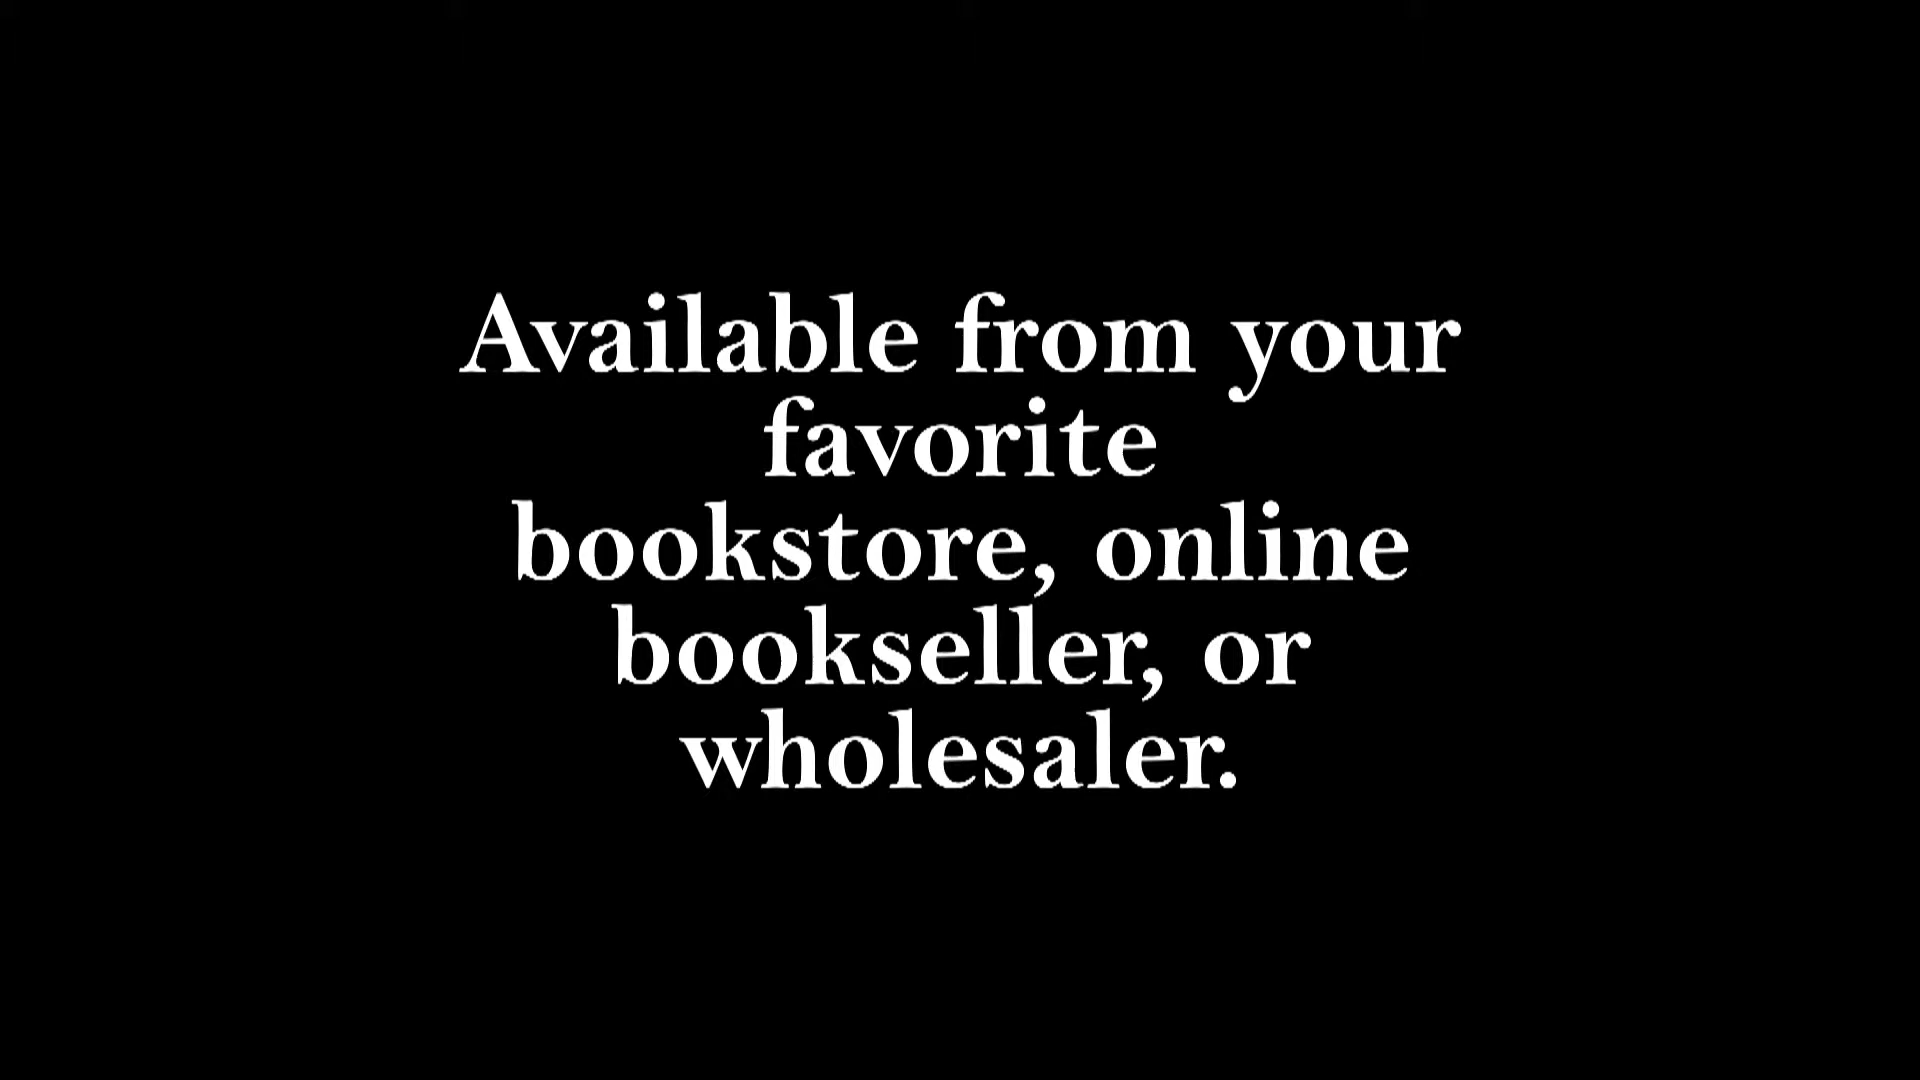 Available from your
favorite
bookstore, online
bookseller, or
wholesaler.